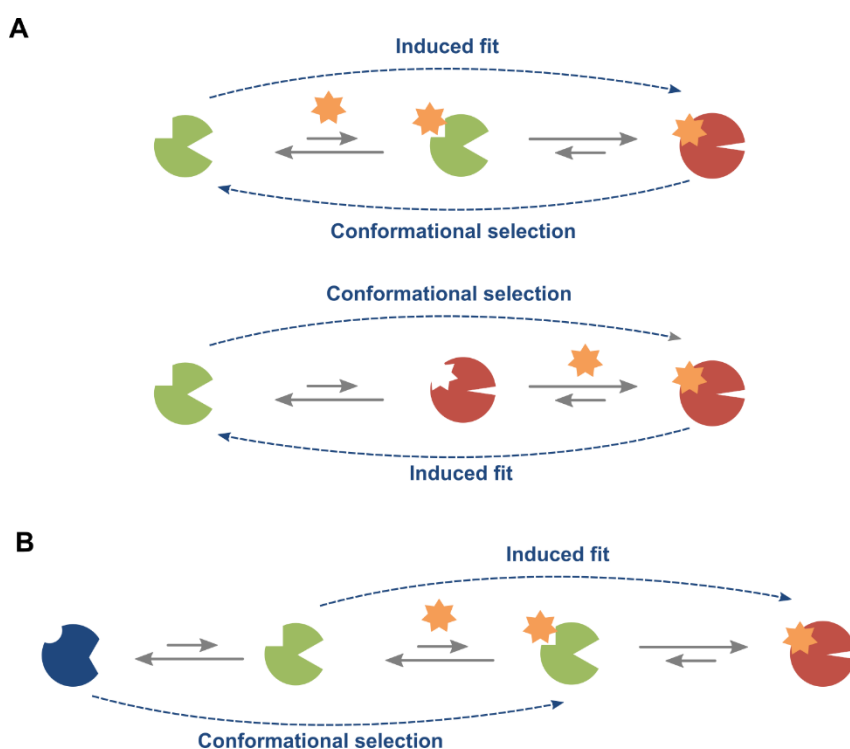 A
Induced fit
Conformational selection
Conformational selection
Induced fit
B
Induced fit
Conformational selection